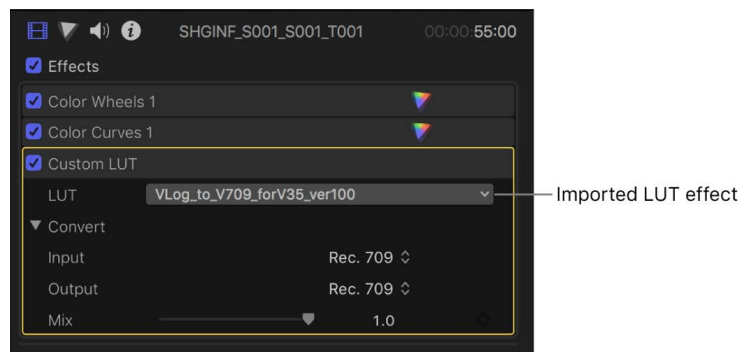 SHGINF_S001_S001_T001 00:00:55:00
Effects
Color Wheels 1
Color Curves 1
Custom LUT
LUT VLog_to_V709_forV35_ver100 Imported LUT effect
Convert
Input Rec. 709
Output Rec. 709
Mix 1.0